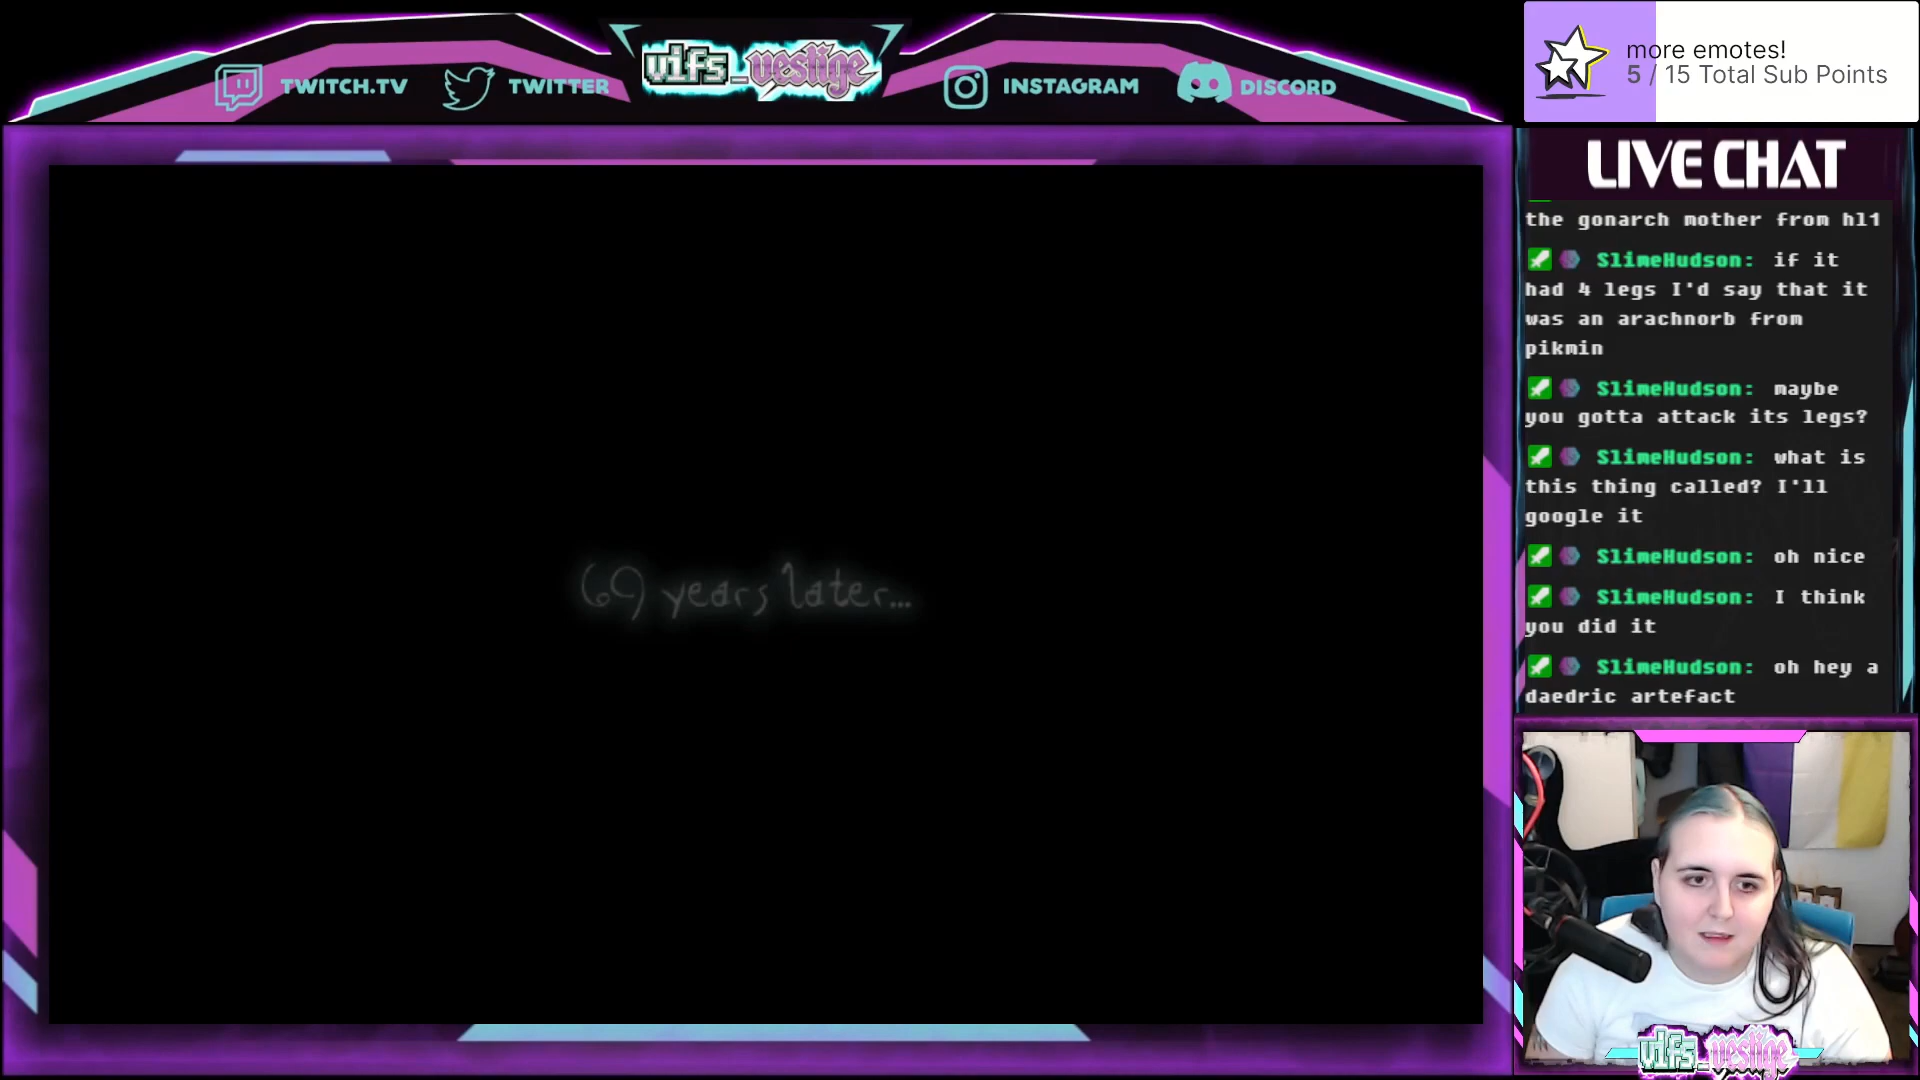 TWITCH.TV
TWITTER
vifs_vestige
INSTAGRAM
DISCORD
more emotes!
5 / 15 Total Sub Points
LIVE CHAT
the gonarch mother from hl1
SlimeHudson: if it
had 4 legs I'd say that it
was an arachnorb from
pikmin
SlimeHudson: maybe
you gotta attack its legs?
SlimeHudson: what is
this thing called? I'll
google it
SlimeHudson: oh nice
SlimeHudson: I think
you did it
SlimeHudson: oh hey a
daedric artefact
69 years later...
vifs_vestige